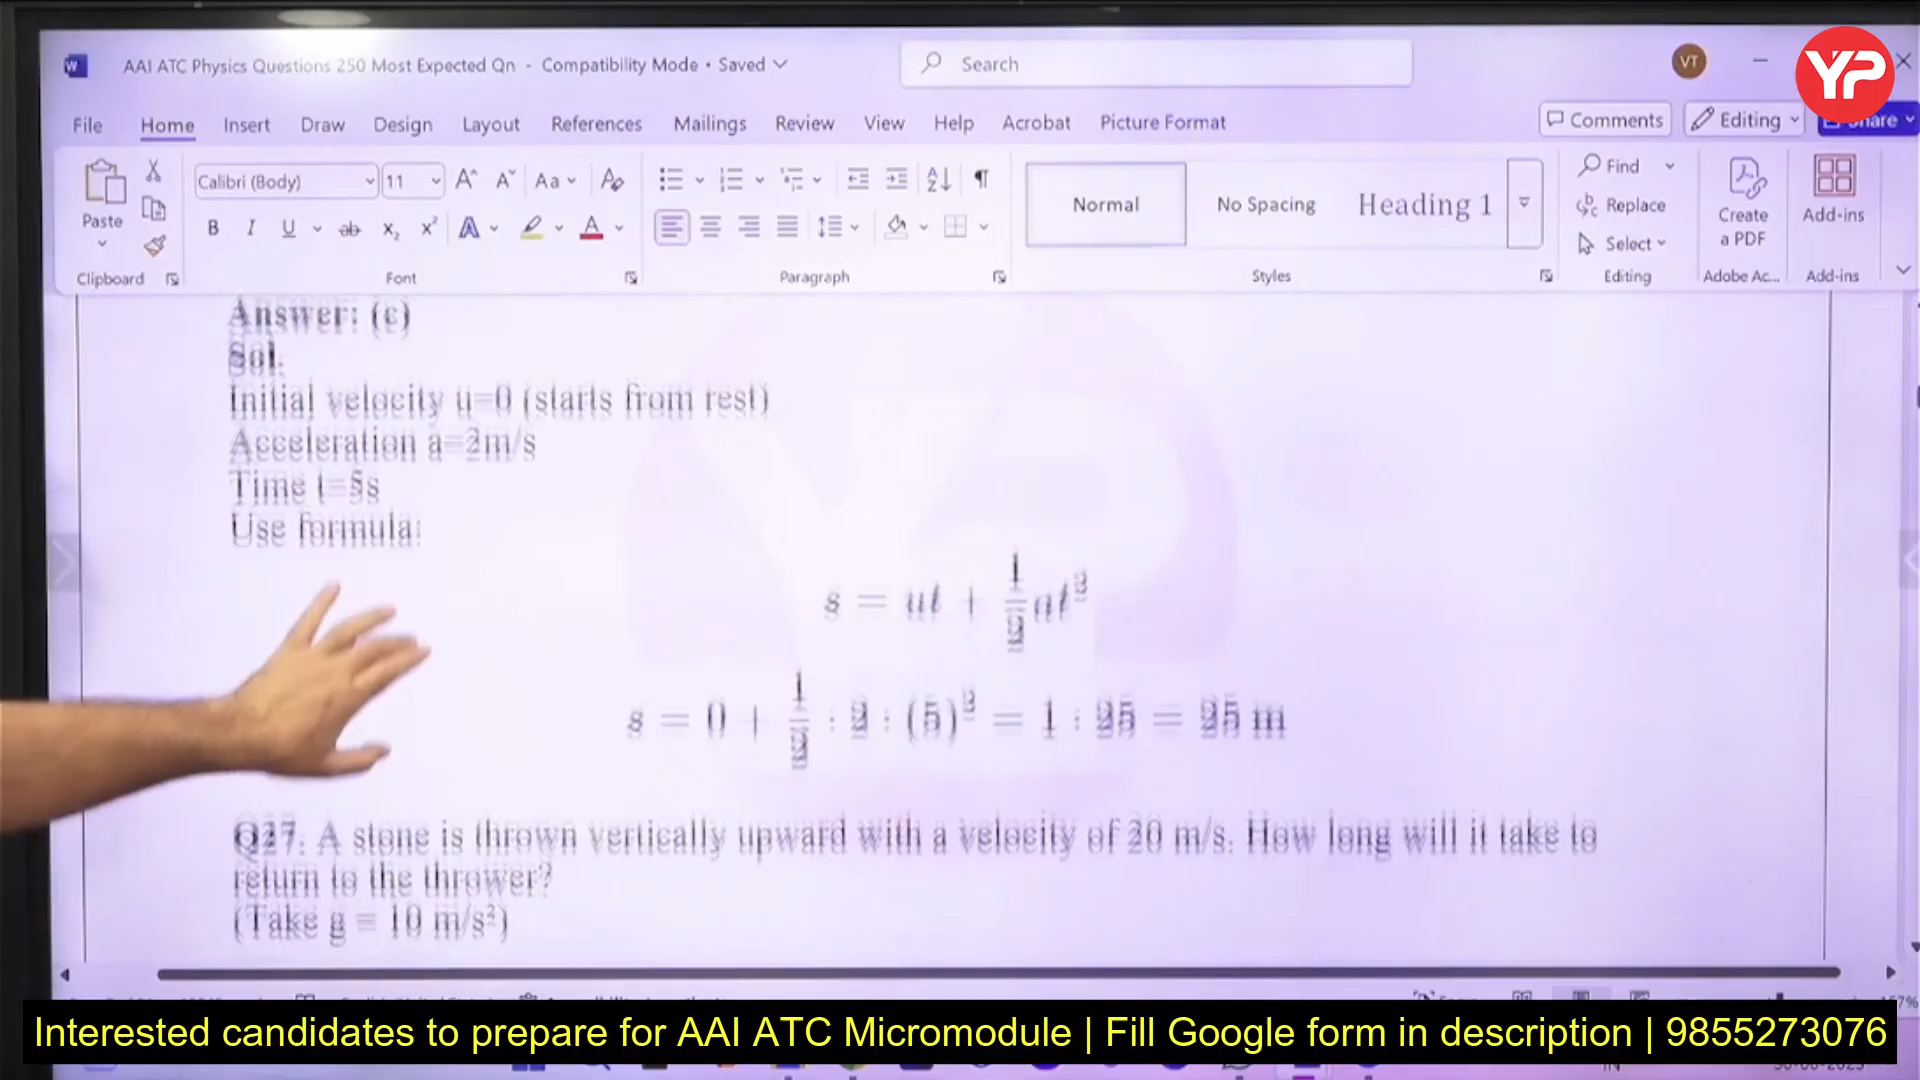 AAI ATC Physics Questions 250 Most Expected Qn - Compatibility Mode • Saved
Search
VT
YP
File Home Insert Draw Design Layout References Mailings Review View Help Acrobat Picture Format
Comments
Editing
Share
Paste
Calibri (Body)
11
Aa
Normal
No Spacing
Heading 1
Find
Replace
Select
Create a PDF
Add-ins
Clipboard
Font
Paragraph
Styles
Editing
Adobe Ac...
Add-ins
Answer: (c)
Sol.
Initial velocity u=0 (starts from rest)
Acceleration a=2m/s
Time t=5s
Use formula:
s = ut + 1/2 at²
s = 0 + 1/2 · 2 · (5)² = 1 · 25 = 25 m
Q27. A stone is thrown vertically upward with a velocity of 20 m/s. How long will it take to
return to the thrower?
(Take g = 10 m/s²)
Interested candidates to prepare for AAI ATC Micromodule | Fill Google form in description | 9855273076